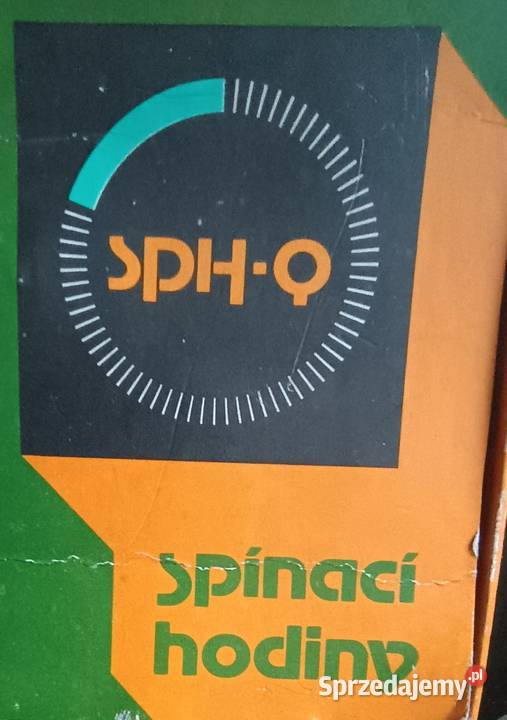 SPH-Q
spínací
hodiny
Sprzedajemy.pl